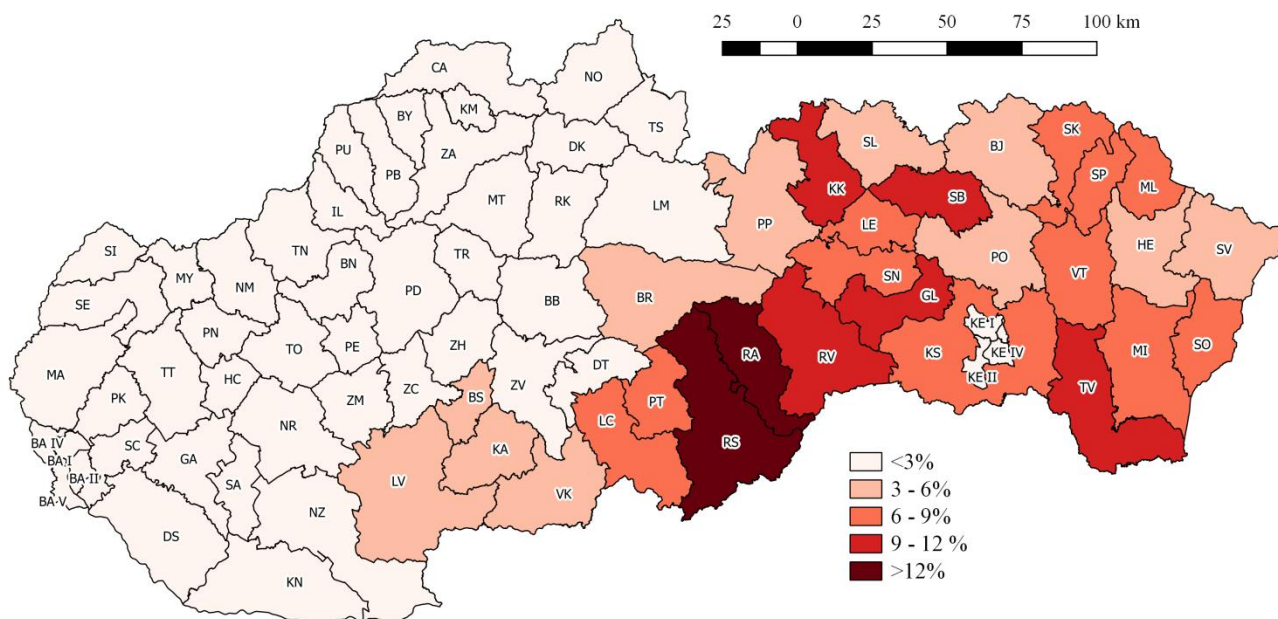 25 0 25 50 75 100 km
CA
NO
KM
BY
TS
PU
ZA
DK
PB
SL
BJ
SK
SP
ML
KK
SB
MT
RK
LM
IL
PP
LE
HE
SV
SI
TN
BN
TR
PO
VT
MY
NM
PD
BB
BR
SN
GL
SE
PN
TO
PE
ZH
KE I
KE IV
KE II
KS
MI
SO
MA
TT
HC
ZC
ZV
DT
RA
RV
TV
PK
ZM
BS
LC
PT
NR
KA
RS
BA IV
BA I
BA II
BA V
SC
GA
SA
LV
VK
NZ
DS
KN
<3%
3 - 6%
6 - 9%
9 - 12 %
>12%